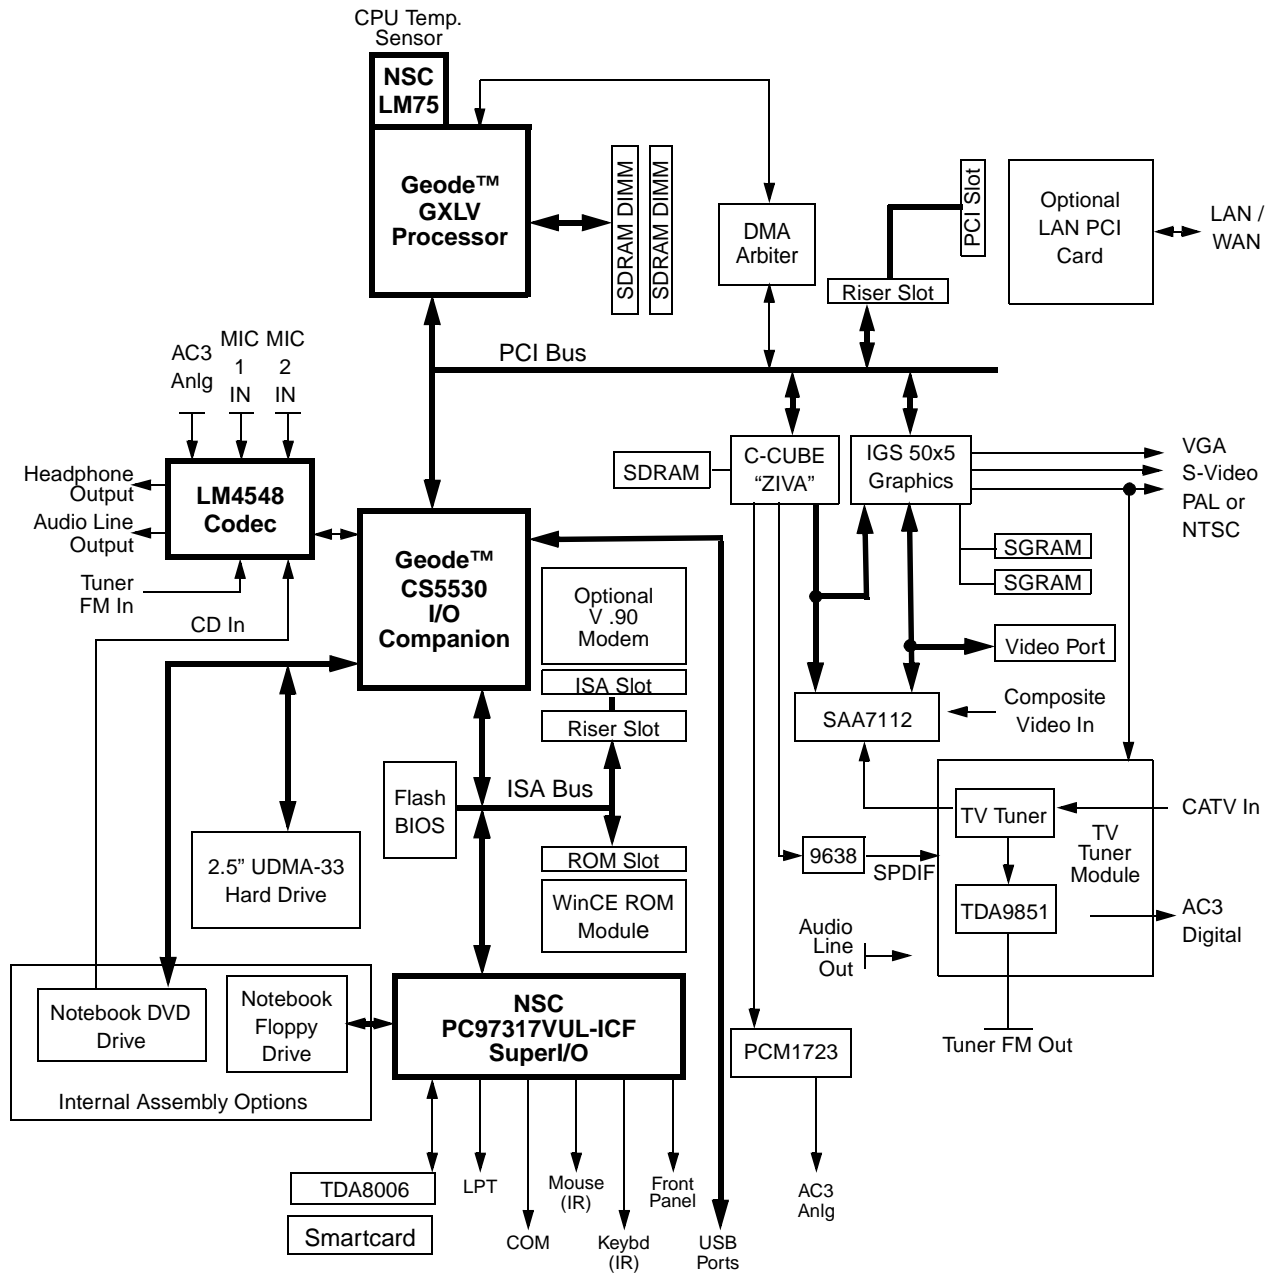 CPU Temp.
Sensor
NSC
LM75
Geode™
GXLV
Processor
SDRAM DIMM
SDRAM DIMM
DMA
Arbiter
PCI Slot
Riser Slot
Optional
LAN PCI
Card
LAN /
WAN
PCI Bus
AC3
Anlg
MIC
1
IN
MIC
2
IN
Headphone
Output
Audio Line
Output
LM4548
Codec
Tuner
FM In
CD In
Geode™
CS5530
I/O
Companion
SDRAM
C-CUBE
“ZIVA”
IGS 50x5
Graphics
VGA
S-Video
PAL or
NTSC
SGRAM
SGRAM
Video Port
Optional
V .90
Modem
ISA Slot
Riser Slot
SAA7112
Composite
Video In
Flash
BIOS
ISA Bus
ROM Slot
WinCE ROM
Module
2.5” UDMA-33
Hard Drive
TV Tuner
CATV In
TV
Tuner
Module
9638
SPDIF
TDA9851
AC3
Digital
Audio
Line
Out
Tuner FM Out
Notebook DVD
Drive
Notebook
Floppy
Drive
Internal Assembly Options
NSC
PC97317VUL-ICF
SuperI/O
PCM1723
TDA8006
Smartcard
LPT
COM
Mouse
(IR)
Keybd
(IR)
Front
Panel
USB
Ports
AC3
Anlg